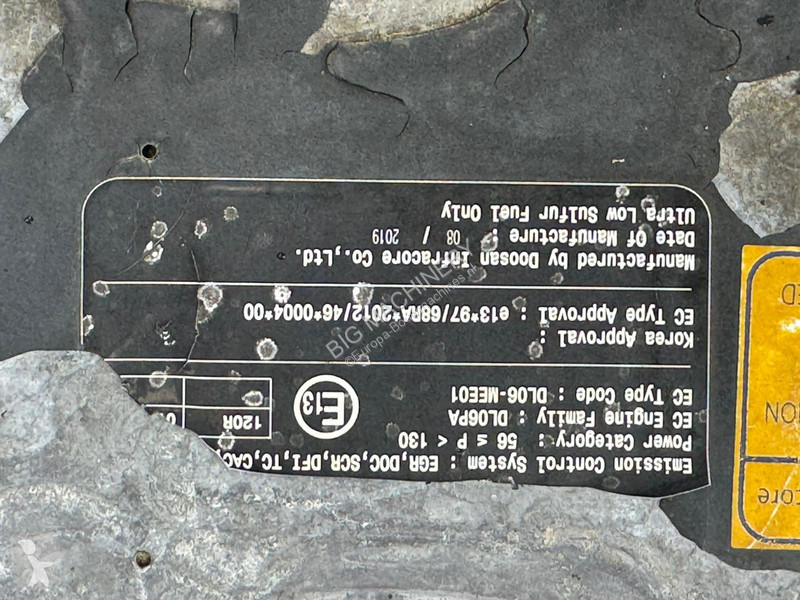 Emission Control System : EGR,DOC,SCR,DFI,TC,CAC,
Power Category : 56 ≤ P < 130
EC Engine Family : DL06PA
EC Type Code : DL06-MEE01
E13
120R
Korea Approval :
EC Type Approval : e13*97/68RA*2012/46*0004*00
Manufactured by Doosan Infracore Co.,Ltd.
Date Of Manufacture : 08 / 2019
Ultra Low Sulfur Fuel Only
core
ION
BIG MACHINERY